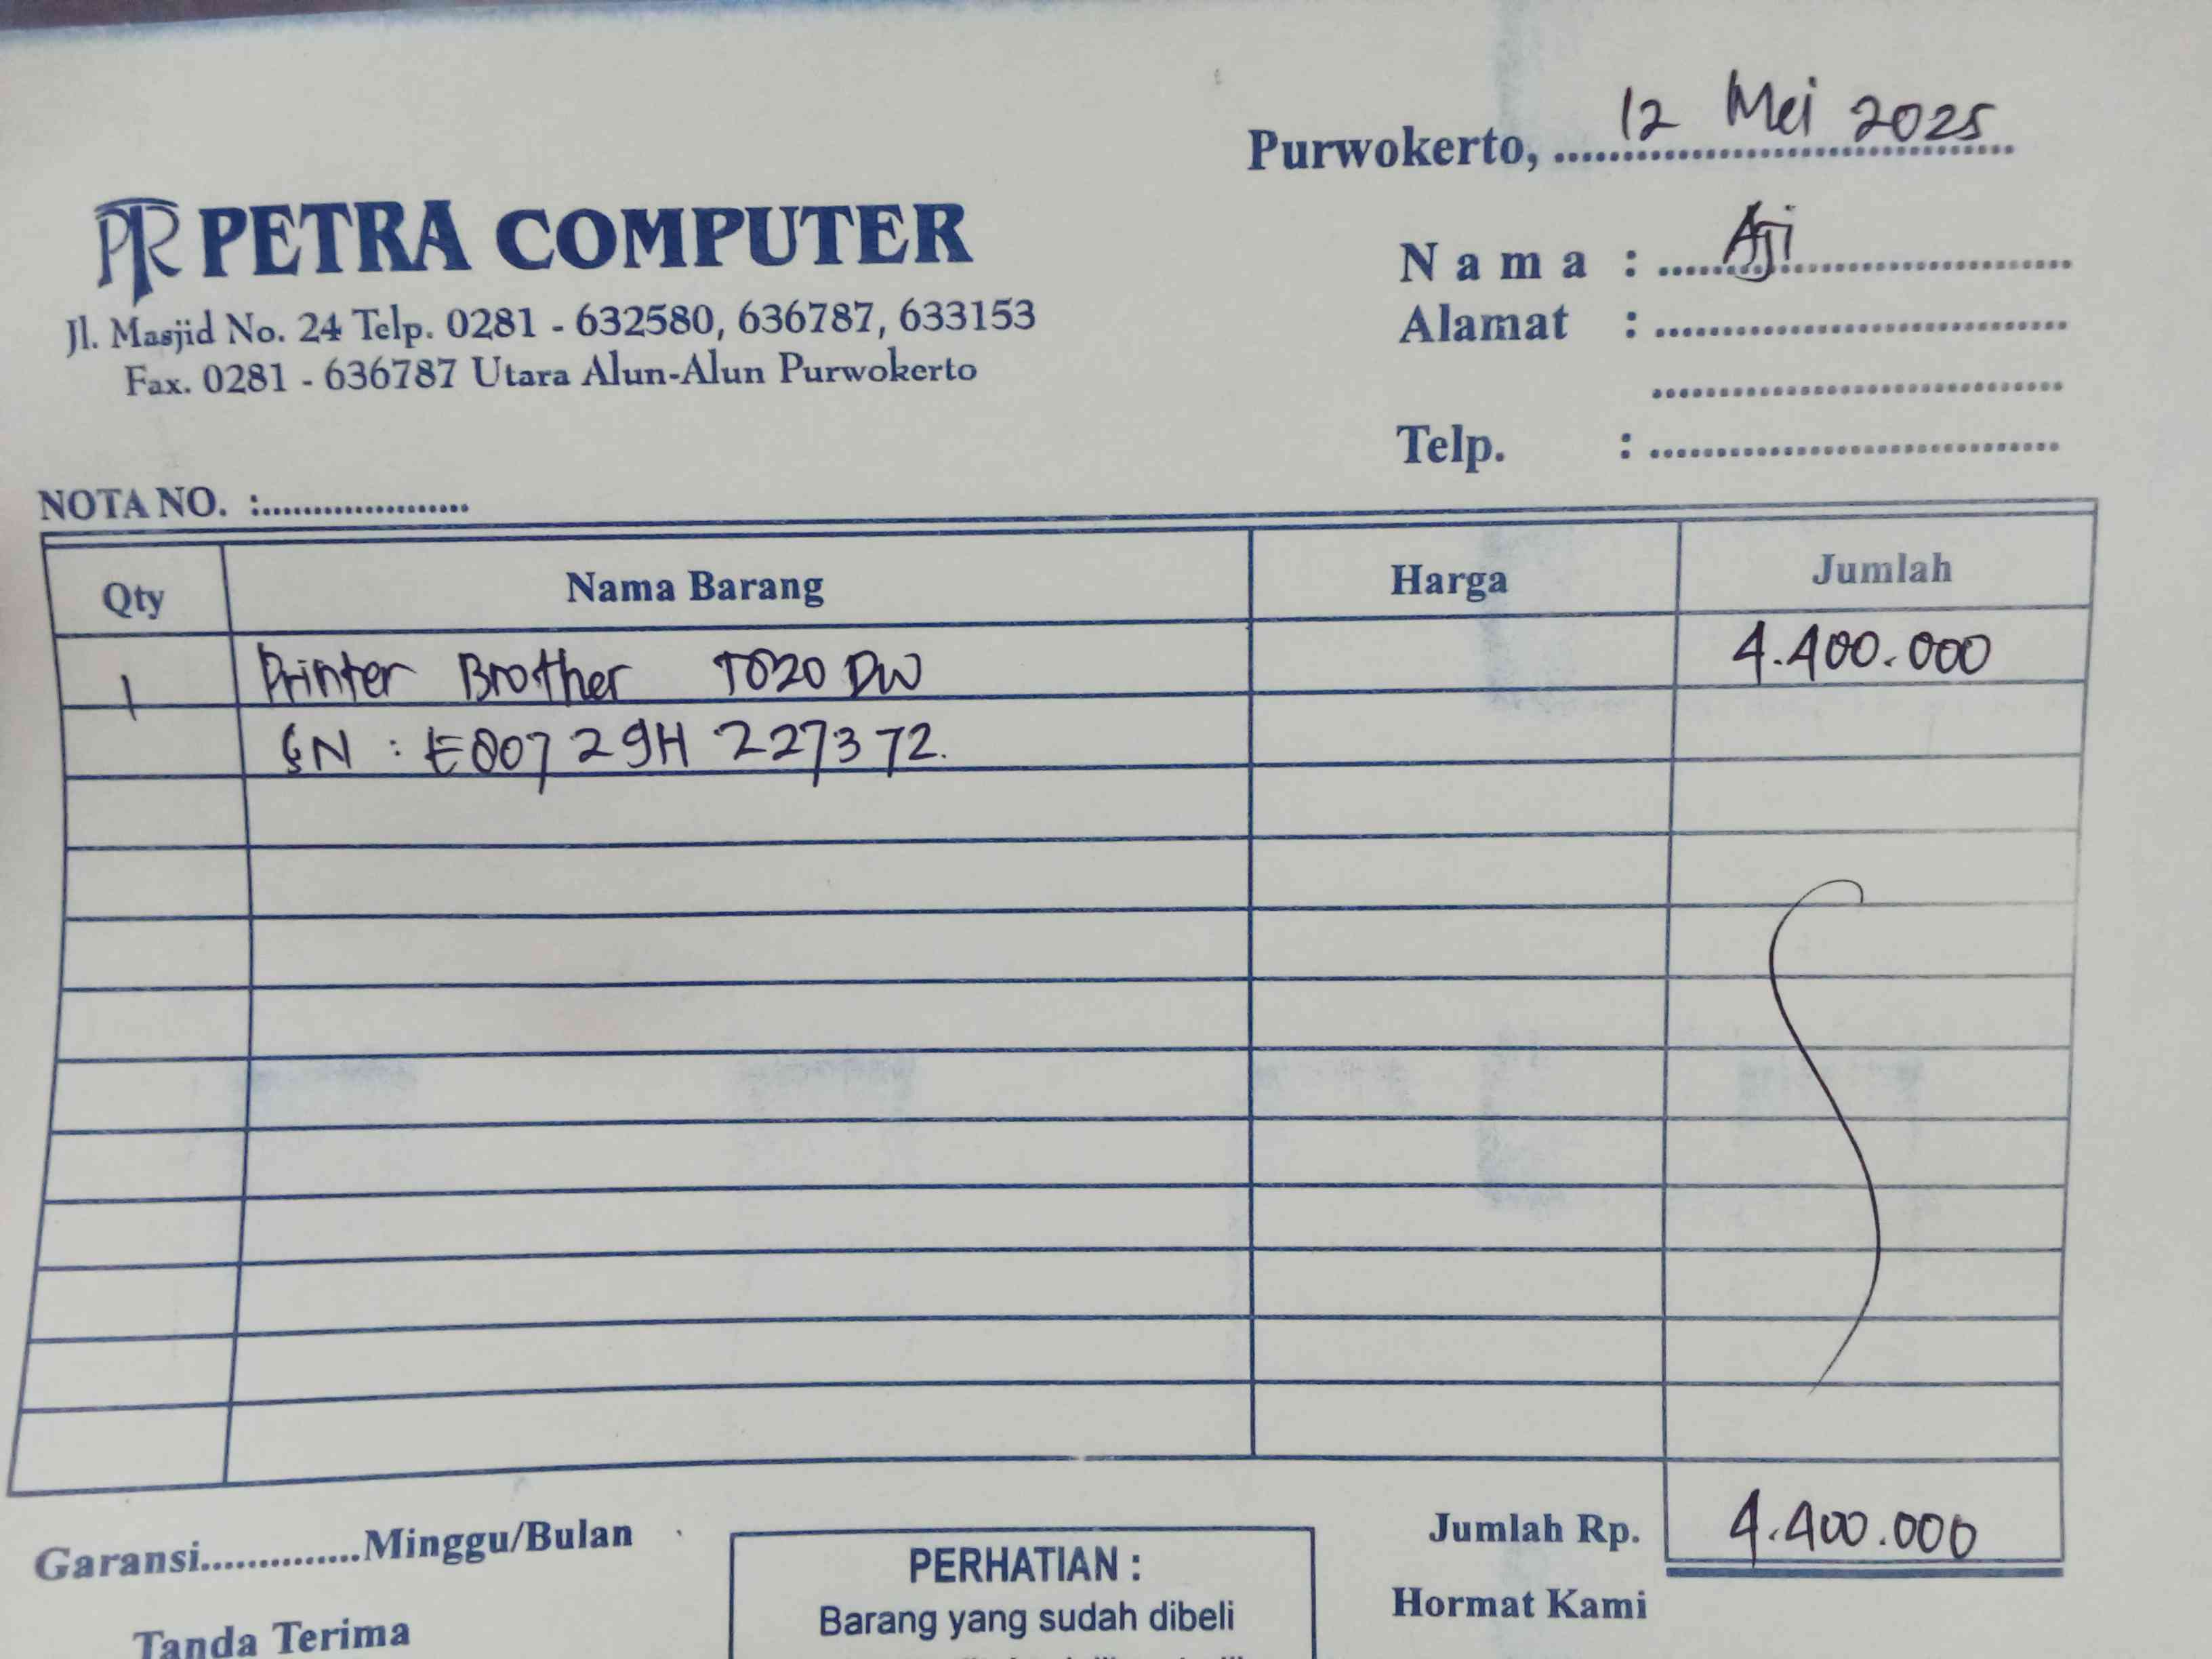 Purwokerto, 12 Mei 2025
PR PETRA COMPUTER
Jl. Masjid No. 24 Telp. 0281 - 632580, 636787, 633153
Fax. 0281 - 636787 Utara Alun-Alun Purwokerto
Nama : Aji
Alamat :
Telp. :
NOTA NO. :
Qty Nama Barang Harga Jumlah
1 Printer Brother T820 DW 4.400.000
SN : E80729H 227372.
Garansi..............Minggu/Bulan
Jumlah Rp. 4.400.000
PERHATIAN :
Barang yang sudah dibeli
Hormat Kami
Tanda Terima